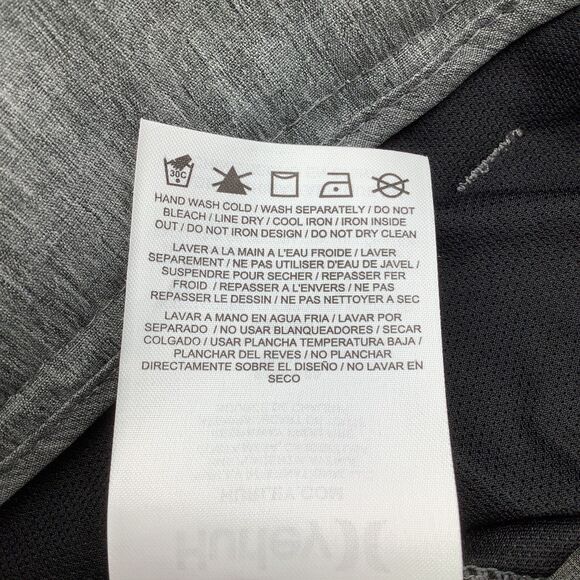 30C
HAND WASH COLD / WASH SEPARATELY / DO NOT
BLEACH / LINE DRY / COOL IRON / IRON INSIDE
OUT / DO NOT IRON DESIGN / DO NOT DRY CLEAN
LAVER A LA MAIN A L'EAU FROIDE / LAVER
SEPAREMENT / NE PAS UTILISER D'EAU DE JAVEL /
SUSPENDRE POUR SECHER / REPASSER FER
FROID / REPASSER A L'ENVERS / NE PAS
REPASSER LE DESSIN / NE PAS NETTOYER A SEC
LAVAR A MANO EN AGUA FRIA / LAVAR POR
SEPARADO / NO USAR BLANQUEADORES / SECAR
COLGADO / USAR PLANCHA TEMPERATURA BAJA /
PLANCHAR DEL REVES / NO PLANCHAR
DIRECTAMENTE SOBRE EL DISEÑO / NO LAVAR EN
SECO
HURLEY.COM
Hurley